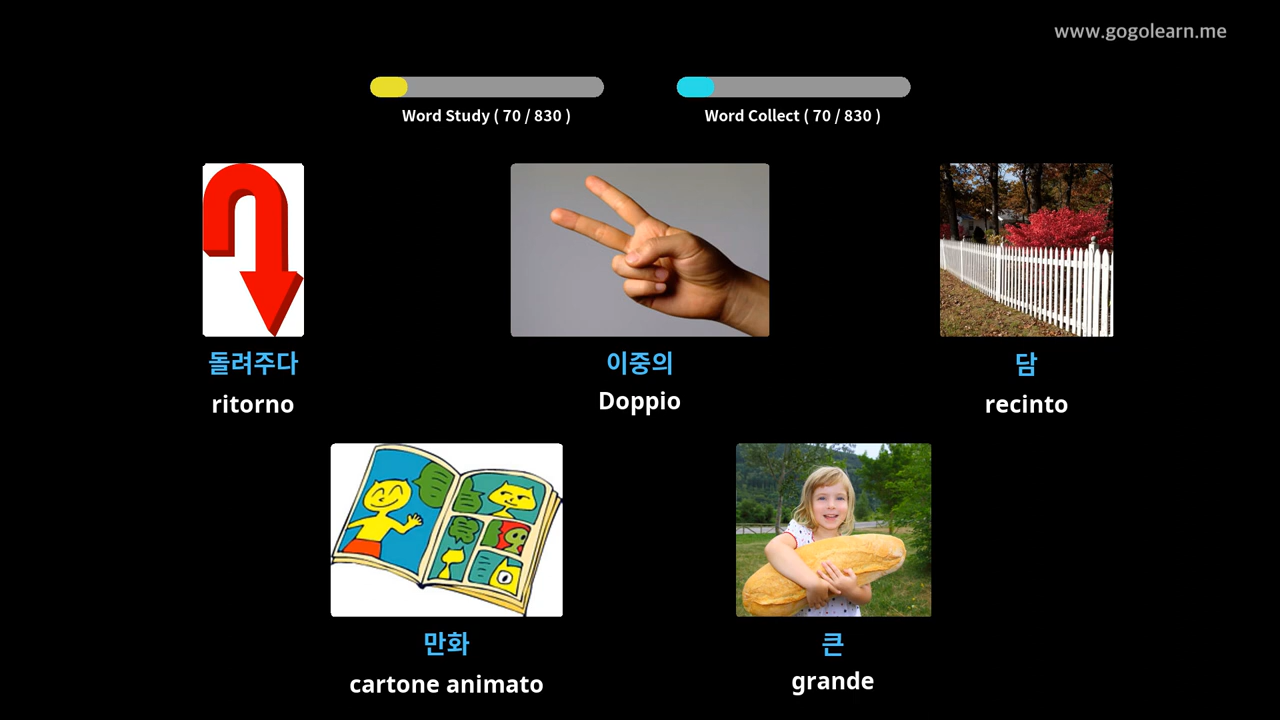 www.gogolearn.me
Word Study ( 70 / 830 )
Word Collect ( 70 / 830 )
돌려주다
ritorno
이중의
Doppio
담
recinto
만화
cartone animato
큰
grande